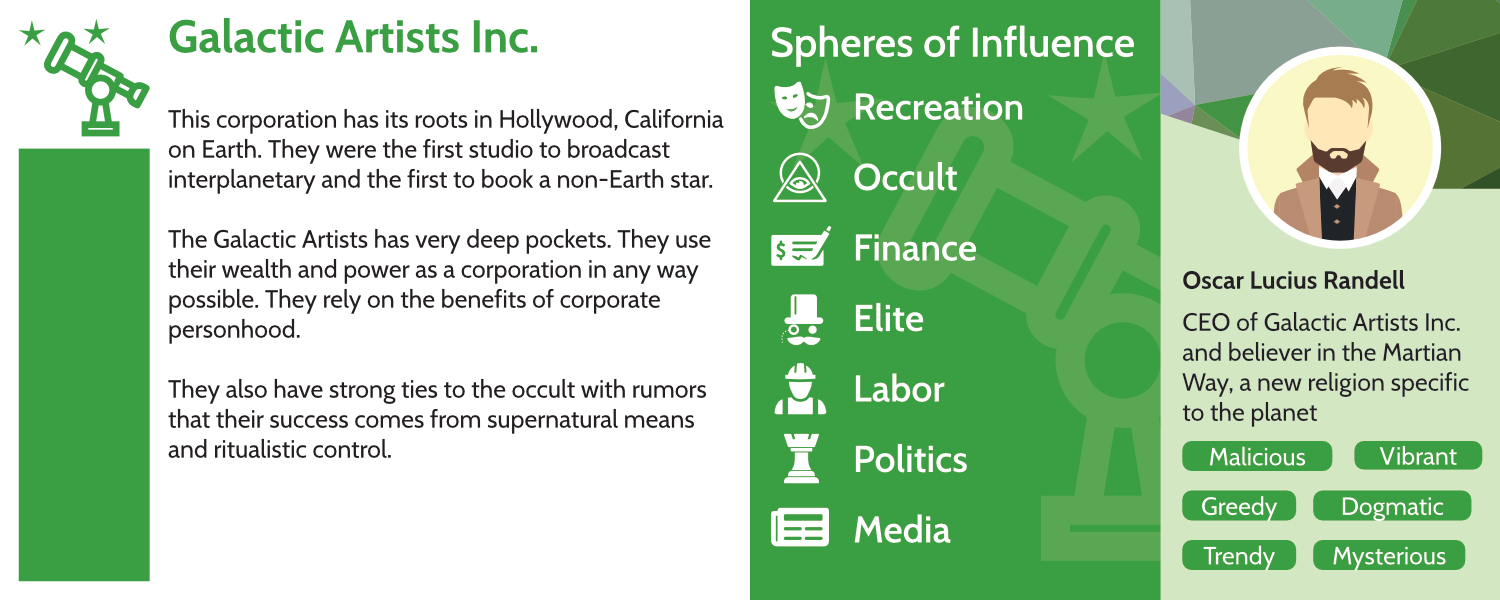 Galactic Artists Inc.
This corporation has its roots in Hollywood, California
on Earth. They were the first studio to broadcast
interplanetary and the first to book a non-Earth star.
The Galactic Artists has very deep pockets. They use
their wealth and power as a corporation in any way
possible. They rely on the benefits of corporate
personhood.
They also have strong ties to the occult with rumors
that their success comes from supernatural means
and ritualistic control.
Spheres of Influence
Recreation
Occult
$
Finance
Elite
Labor
Politics
Media
Oscar Lucius Randell
CEO of Galactic Artists Inc.
and believer in the Martian
Way, a new religion specific
to the planet
Malicious Vibrant
Greedy Dogmatic
Trendy Mysterious